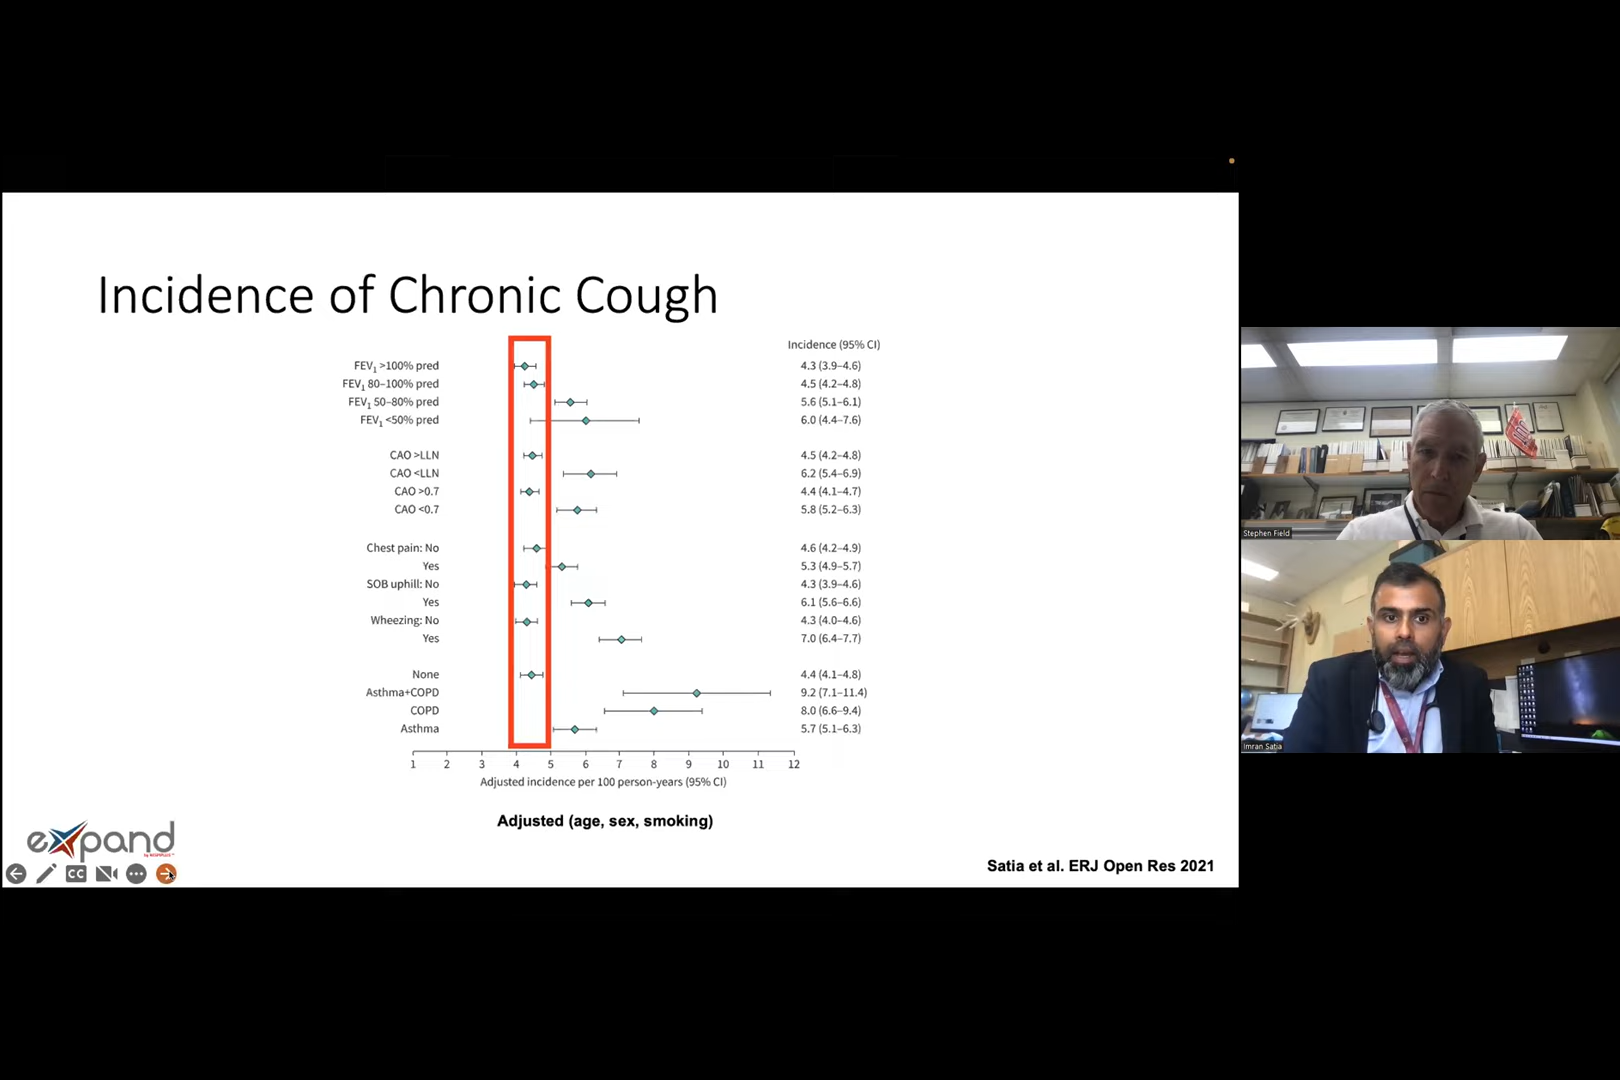 Incidence of Chronic Cough
Incidence (95% CI)
FEV1 >100% pred 4.3 (3.9–4.6)
FEV1 80–100% pred 4.5 (4.2–4.8)
FEV1 50–80% pred 5.6 (5.1–6.1)
FEV1 <50% pred 6.0 (4.4–7.6)
CAO >LLN 4.5 (4.2–4.8)
CAO <LLN 6.2 (5.4–6.9)
CAO >0.7 4.4 (4.1–4.7)
CAO <0.7 5.8 (5.2–6.3)
Chest pain: No 4.6 (4.2–4.9)
Yes 5.3 (4.9–5.7)
SOB uphill: No 4.3 (3.9–4.6)
Yes 6.1 (5.6–6.6)
Wheezing: No 4.3 (4.0–4.6)
Yes 7.0 (6.4–7.7)
None 4.4 (4.1–4.8)
Asthma+COPD 9.2 (7.1–11.4)
COPD 8.0 (6.6–9.4)
Asthma 5.7 (5.1–6.3)
1 2 3 4 5 6 7 8 9 10 11 12
Adjusted incidence per 100 person-years (95% CI)
Adjusted (age, sex, smoking)
expand
CC
Satia et al. ERJ Open Res 2021
Stephen Field
Imran Satia